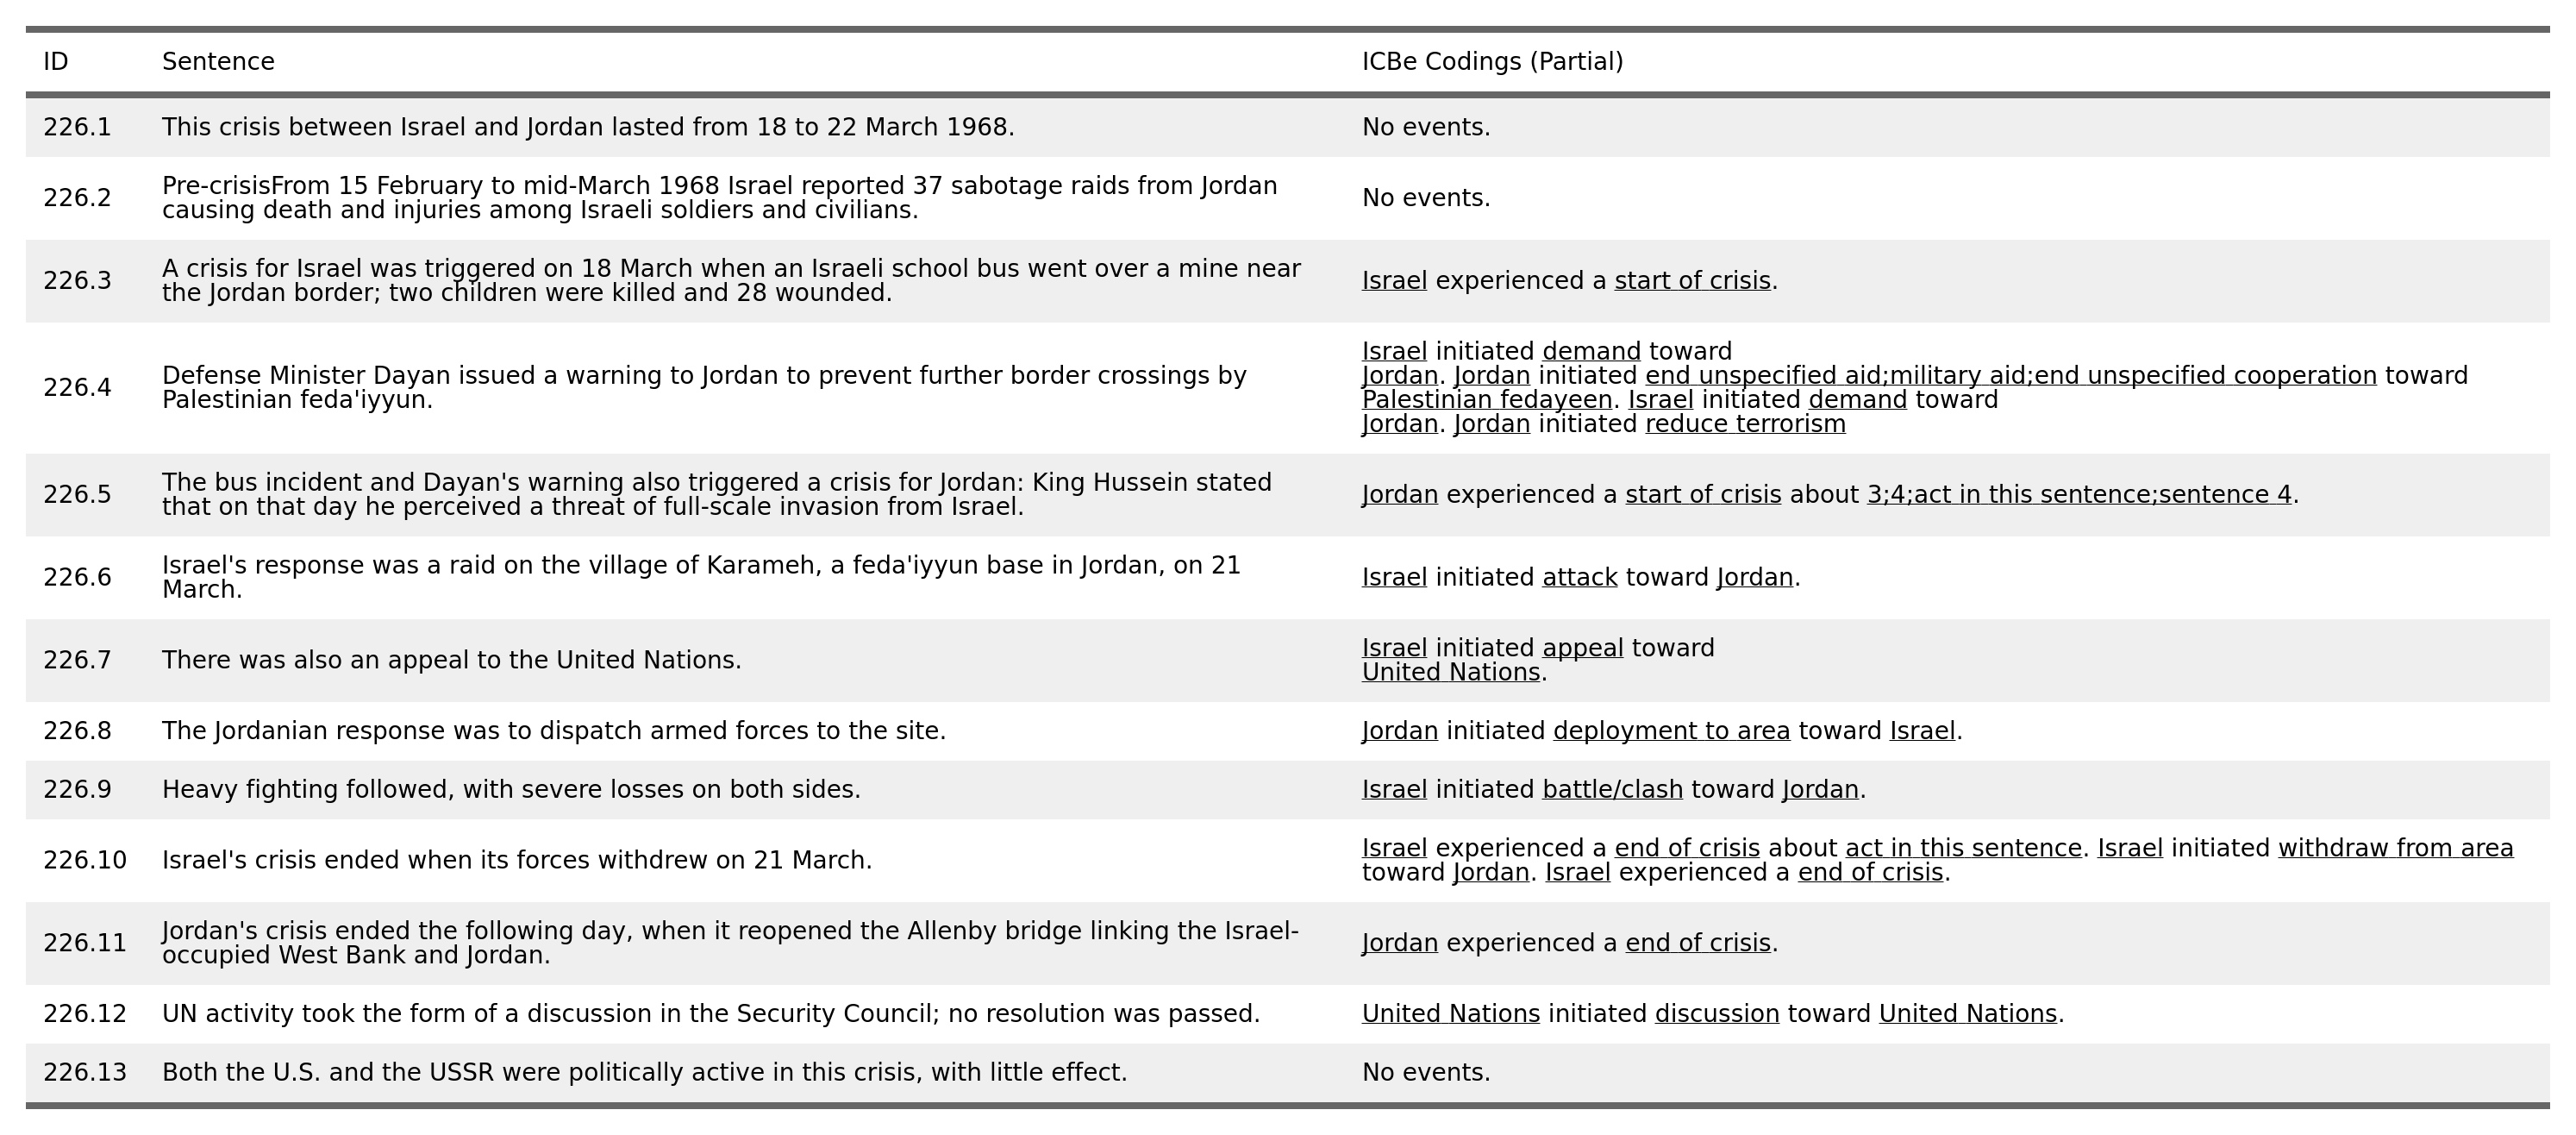 ID Sentence ICBe Codings (Partial)
226.1 This crisis between Israel and Jordan lasted from 18 to 22 March 1968. No events.
226.2 Pre-crisisFrom 15 February to mid-March 1968 Israel reported 37 sabotage raids from Jordan
causing death and injuries among Israeli soldiers and civilians. No events.
226.3 A crisis for Israel was triggered on 18 March when an Israeli school bus went over a mine near
the Jordan border; two children were killed and 28 wounded. Israel experienced a start of crisis.
226.4 Defense Minister Dayan issued a warning to Jordan to prevent further border crossings by
Palestinian feda'iyyun.
Israel initiated demand toward
Jordan. Jordan initiated end unspecified aid;military aid;end unspecified cooperation toward
Palestinian fedayeen. Israel initiated demand toward
Jordan. Jordan initiated reduce terrorism
226.5 The bus incident and Dayan's warning also triggered a crisis for Jordan: King Hussein stated
that on that day he perceived a threat of full-scale invasion from Israel. Jordan experienced a start of crisis about 3;4;act in this sentence;sentence 4.
226.6 Israel's response was a raid on the village of Karameh, a feda'iyyun base in Jordan, on 21
March. Israel initiated attack toward Jordan.
226.7 There was also an appeal to the United Nations.
Israel initiated appeal toward
United Nations.
226.8 The Jordanian response was to dispatch armed forces to the site. Jordan initiated deployment to area toward Israel.
226.9 Heavy fighting followed, with severe losses on both sides. Israel initiated battle/clash toward Jordan.
226.10 Israel's crisis ended when its forces withdrew on 21 March.
Israel experienced a end of crisis about act in this sentence. Israel initiated withdraw from area
toward Jordan. Israel experienced a end of crisis.
226.11 Jordan's crisis ended the following day, when it reopened the Allenby bridge linking the Israel-
occupied West Bank and Jordan. Jordan experienced a end of crisis.
226.12 UN activity took the form of a discussion in the Security Council; no resolution was passed. United Nations initiated discussion toward United Nations.
226.13 Both the U.S. and the USSR were politically active in this crisis, with little effect. No events.